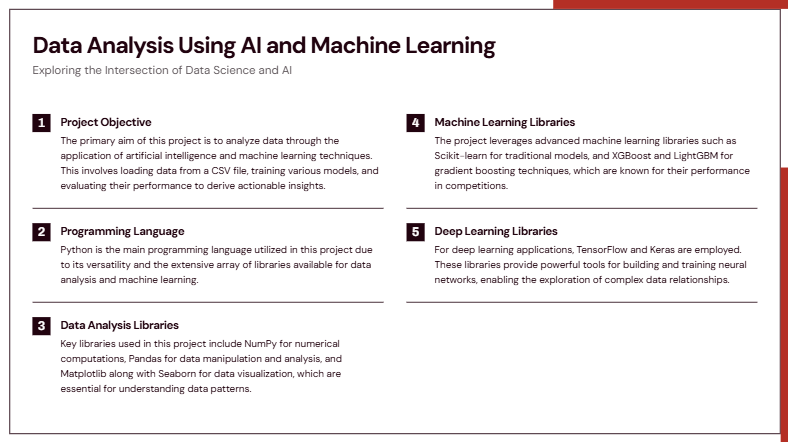 Data Analysis Using AI and Machine Learning
Exploring the Intersection of Data Science and AI
1 Project Objective
The primary aim of this project is to analyze data through the
application of artificial intelligence and machine learning techniques.
This involves loading data from a CSV file, training various models, and
evaluating their performance to derive actionable insights.
2 Programming Language
Python is the main programming language utilized in this project due
to its versatility and the extensive array of libraries available for data
analysis and machine learning.
3 Data Analysis Libraries
Key libraries used in this project include NumPy for numerical
computations, Pandas for data manipulation and analysis, and
Matplotlib along with Seaborn for data visualization, which are
essential for understanding data patterns.
4 Machine Learning Libraries
The project leverages advanced machine learning libraries such as
Scikit-learn for traditional models, and XGBoost and LightGBM for
gradient boosting techniques, which are known for their performance
in competitions.
5 Deep Learning Libraries
For deep learning applications, TensorFlow and Keras are employed.
These libraries provide powerful tools for building and training neural
networks, enabling the exploration of complex data relationships.